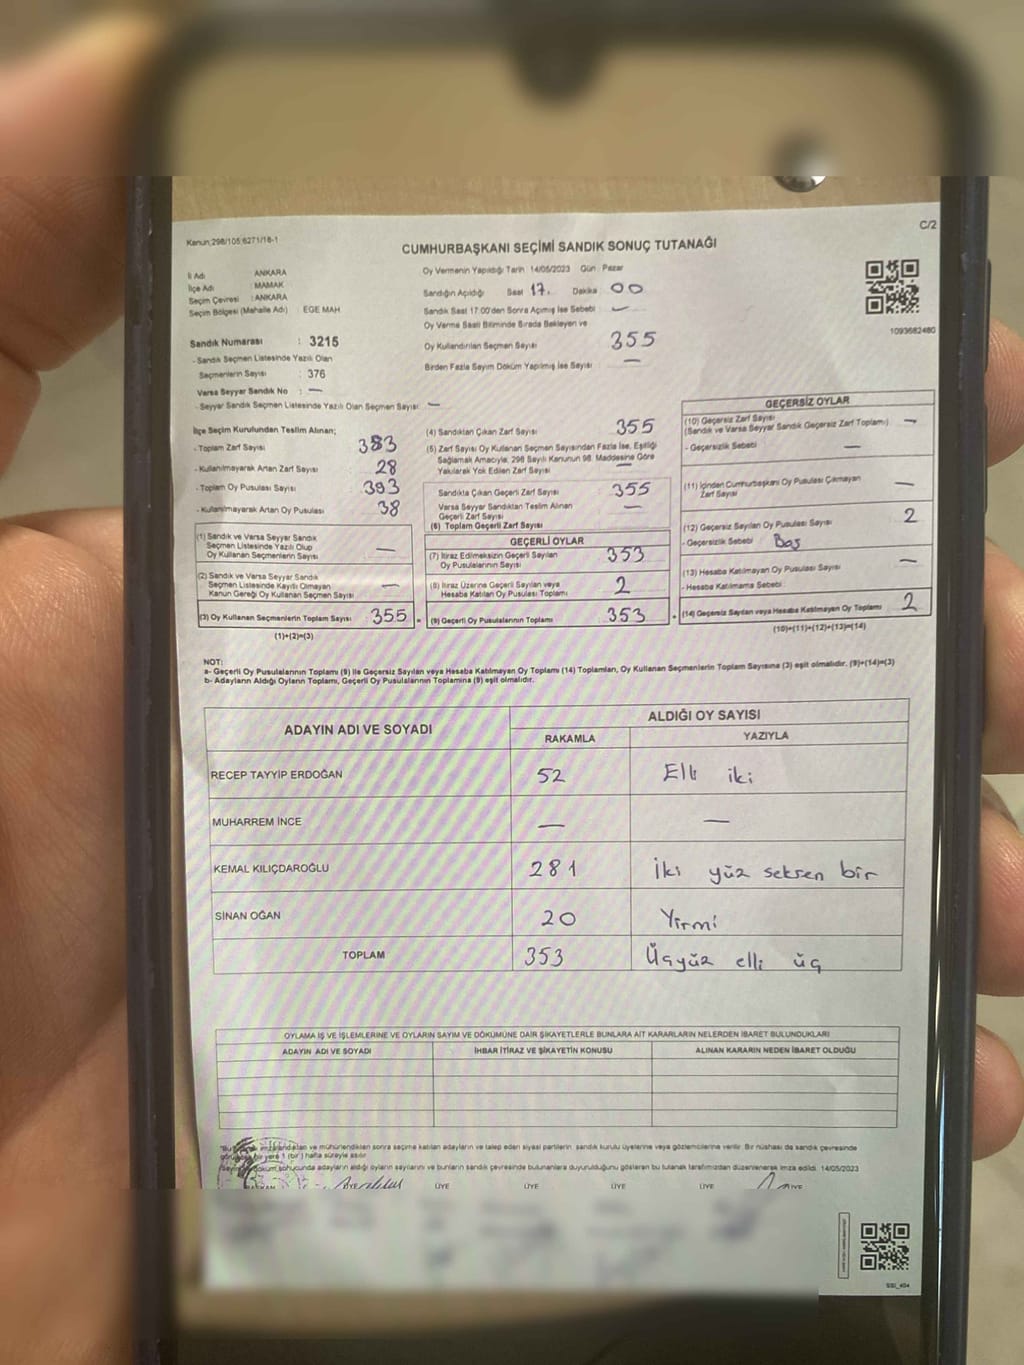 Kanun;298/105;6271/16-1
C/2
CUMHURBAŞKANI SEÇİMİ SANDIK SONUÇ TUTANAĞI
İl Adı ANKARA
İlçe Adı MAMAK
Seçim Çevresi : ANKARA
Seçim Bölgesi (Mahalle Adı) EGE MAH
Sandık Numarası : 3215
- Sandık Seçmen Listesinde Yazılı Olan
Seçmenlerin Sayısı : 376
Varsa Seyyar Sandık No : —
- Seyyar Sandık Seçmen Listesinde Yazılı Olan Seçmen Sayısı: —
Oy Vermenin Yapıldığı Tarih : 14/05/2023 Gün : Pazar
Sandığın Açıldığı Saat 17. Dakika 00
Sandık Saat 17:00'den Sonra Açımış İse Sebebi : —
Oy Verme Saati Bitiminde Sırada Bekleyen ve
Oy Kullandırılan Seçmen Sayısı 355
Birden Fazla Sayım Döküm Yapılmış İse Sayısı —
1093682480
İlçe Seçim Kurulundan Teslim Alınan;
- Toplam Zarf Sayısı 383
- Kullanılmayarak Artan Zarf Sayısı 28
- Toplam Oy Pusulası Sayısı 393
- Kullanılmayarak Artan Oy Pusulası 38
(1) Sandık ve Varsa Seyyar Sandık
Seçmen Listesinde Yazılı Olup
Oy Kullanan Seçmenlerin Sayısı —
(2) Sandık ve Varsa Seyyar Sandık
Seçmen Listesinde Kayıtlı Olmayan
Kanun Gereği Oy Kullanan Seçmen Sayısı —
(3) Oy Kullanan Seçmenlerin Toplam Sayısı 355
(1)+(2)=(3)
(4) Sandıktan Çıkan Zarf Sayısı 355
(5) Zarf Sayısı Oy Kullanan Seçmen Sayısından Fazla İse, Eşitliği
Sağlamak Amacıyla; 298 Sayılı Kanunun 98. Maddesine Göre
Yakılarak Yok Edilen Zarf Sayısı —
Sandıkta Çıkan Geçerli Zarf Sayısı 355
Varsa Seyyar Sandıktan Teslim Alınan
Geçerli Zarf Sayısı —
(6) Toplam Geçerli Zarf Sayısı
GEÇERLİ OYLAR
(7) İtiraz Edilmeksizin Geçerli Sayılan
Oy Pusulalarının Sayısı 353
(8) İtiraz Üzerine Geçerli Sayılan veya
Hesaba Katılan Oy Pusulası Toplamı 2
(9) Geçerli Oy Pusulalarının Toplamı 353
GEÇERSİZ OYLAR
(10) Geçersiz Zarf Sayısı
(Sandık ve Varsa Seyyar Sandık Geçersiz Zarf Toplamı) —
- Geçersizlik Sebebi —
(11) İçinden Cumhurbaşkanı Oy Pusulası Çıkmayan
Zarf Sayısı —
(12) Geçersiz Sayılan Oy Pusulası Sayısı 2
- Geçersizlik Sebebi Boş
(13) Hesaba Katılmayan Oy Pusulası Sayısı —
- Hesaba Katılmama Sebebi :
(14) Geçersiz Sayılan veya Hesaba Katılmayan Oy Toplamı 2
(10)+(11)+(12)+(13)=(14)
NOT:
a- Geçerli Oy Pusulalarının Toplamı (9) ile Geçersiz Sayılan veya Hesaba Katılmayan Oy Toplamı (14) Toplamları, Oy Kullanan Seçmenlerin Toplam Sayısına (3) eşit olmalıdır. (9)+(14)=(3)
b- Adayların Aldığı Oyların Toplamı, Geçerli Oy Pusulalarının Toplamına (9) eşit olmalıdır.
ADAYIN ADI VE SOYADI ALDIĞI OY SAYISI
RAKAMLA YAZIYLA
RECEP TAYYİP ERDOĞAN 52 Elli iki
MUHARREM İNCE — —
KEMAL KILIÇDAROĞLU 281 İki yüz seksen bir
SİNAN OĞAN 20 Yirmi
TOPLAM 353 Üçyüz elli üç
OYLAMA İŞ VE İŞLEMLERİNE VE OYLARIN SAYIM VE DÖKÜMÜNE DAİR ŞİKAYETLERLE BUNLARA AİT KARARLARIN NELERDEN İBARET BULUNDUKLARI
ADAYIN ADI VE SOYADI İHBAR İTİRAZ VE ŞİKAYETİN KONUSU ALINAN KARARIN NEDEN İBARET OLDUĞU
imzalandıktan ve mühürlendikten sonra seçime katılan adayların ve talep eden siyasi partilerin sandık kurulu üyelerine veya gözlemcilerine verilir. Bir nüshası da sandık çevresinde
bir yere 1 (bir) hafta süreyle asılır.
döküm sonucunda adayların aldığı oyların sayılarını ve bunların sandık çevresinde bulunanlara duyurulduğunu gösteren bu tutanak tarafımızdan düzenlenerek imza edildi. 14/05/2023
ÜYE ÜYE ÜYE ÜYE ÜYE